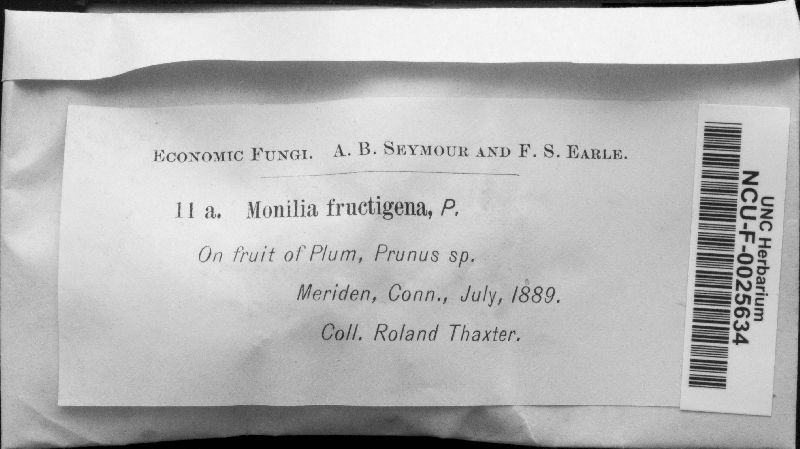 ECONOMIC FUNGI. A. B. SEYMOUR AND F. S. EARLE.
11 a. Monilia fructigena, P.
On fruit of Plum, Prunus sp.
Meriden, Conn., July, 1889.
Coll. Roland Thaxter.
UNC Herbarium
NCU-F-0025634